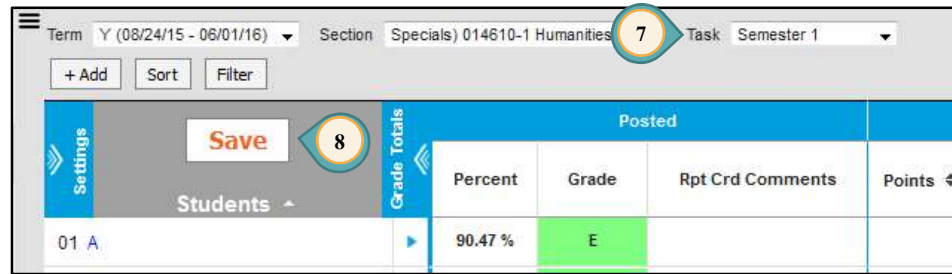 Term Y (08/24/15 - 06/01/16) Section Specials) 014610-1 Humanities 7 Task Semester 1
+ Add Sort Filter
Settings Save 8 Grade Totals Posted
Students Percent Grade Rpt Crd Comments Points
01 A 90.47 % E